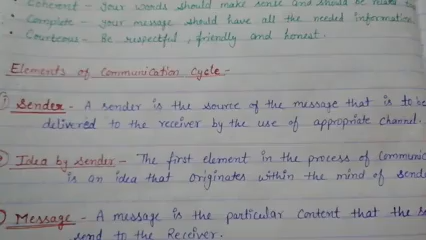 Coherent - Your words should make sense and should be
Complete - your message should have all the needed information
• Courteous - Be respectful, friendly and honest.
Elements of Communication Cycle:-
Sender - A sender is the source of the message that is to be
delivered to the receiver by the use of appropriate channel.
Idea by sender - The first element in the process of Communic
is an idea that originates within the mind of send
Message - A message is the particular content that the s
send to the Receiver.